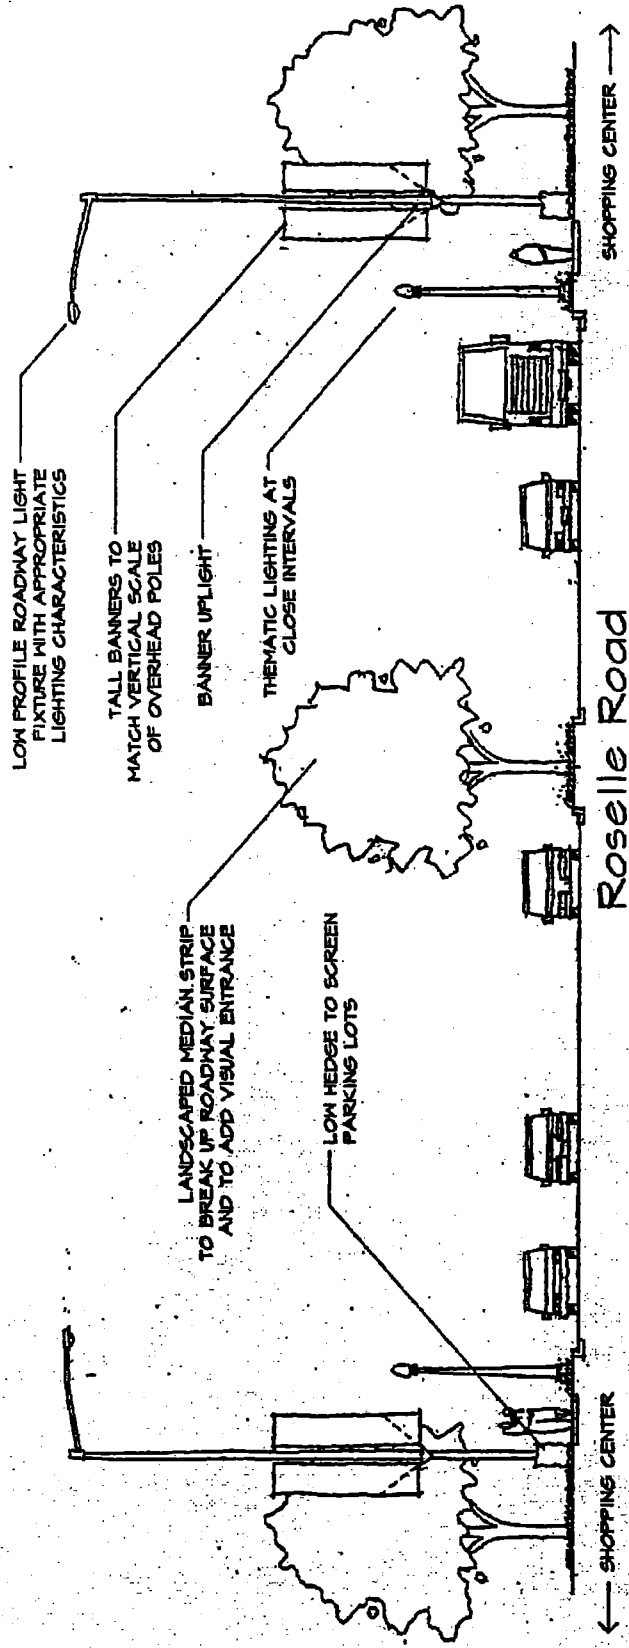 LOW PROFILE ROADWAY LIGHT
FIXTURE WITH APPROPRIATE
LIGHTING CHARACTERISTICS
TALL BANNERS TO
MATCH VERTICAL SCALE
OF OVERHEAD POLES
BANNER UPLIGHT
THEMATIC LIGHTING AT
CLOSE INTERVALS
LANDSCAPED MEDIAN STRIP
TO BREAK UP ROADWAY SURFACE
AND TO ADD VISUAL ENTRANCE
LOW HEDGE TO SCREEN
PARKING LOTS
← SHOPPING CENTER
Roselle Road
SHOPPING CENTER →